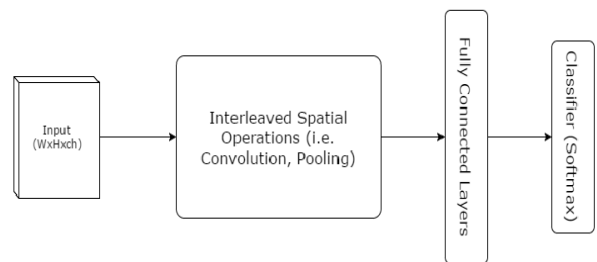 Input
(WxHxch)
Interleaved Spatial
Operations (i.e.
Convolution, Pooling)
Fully Connected Layers
Classifier (Softmax)